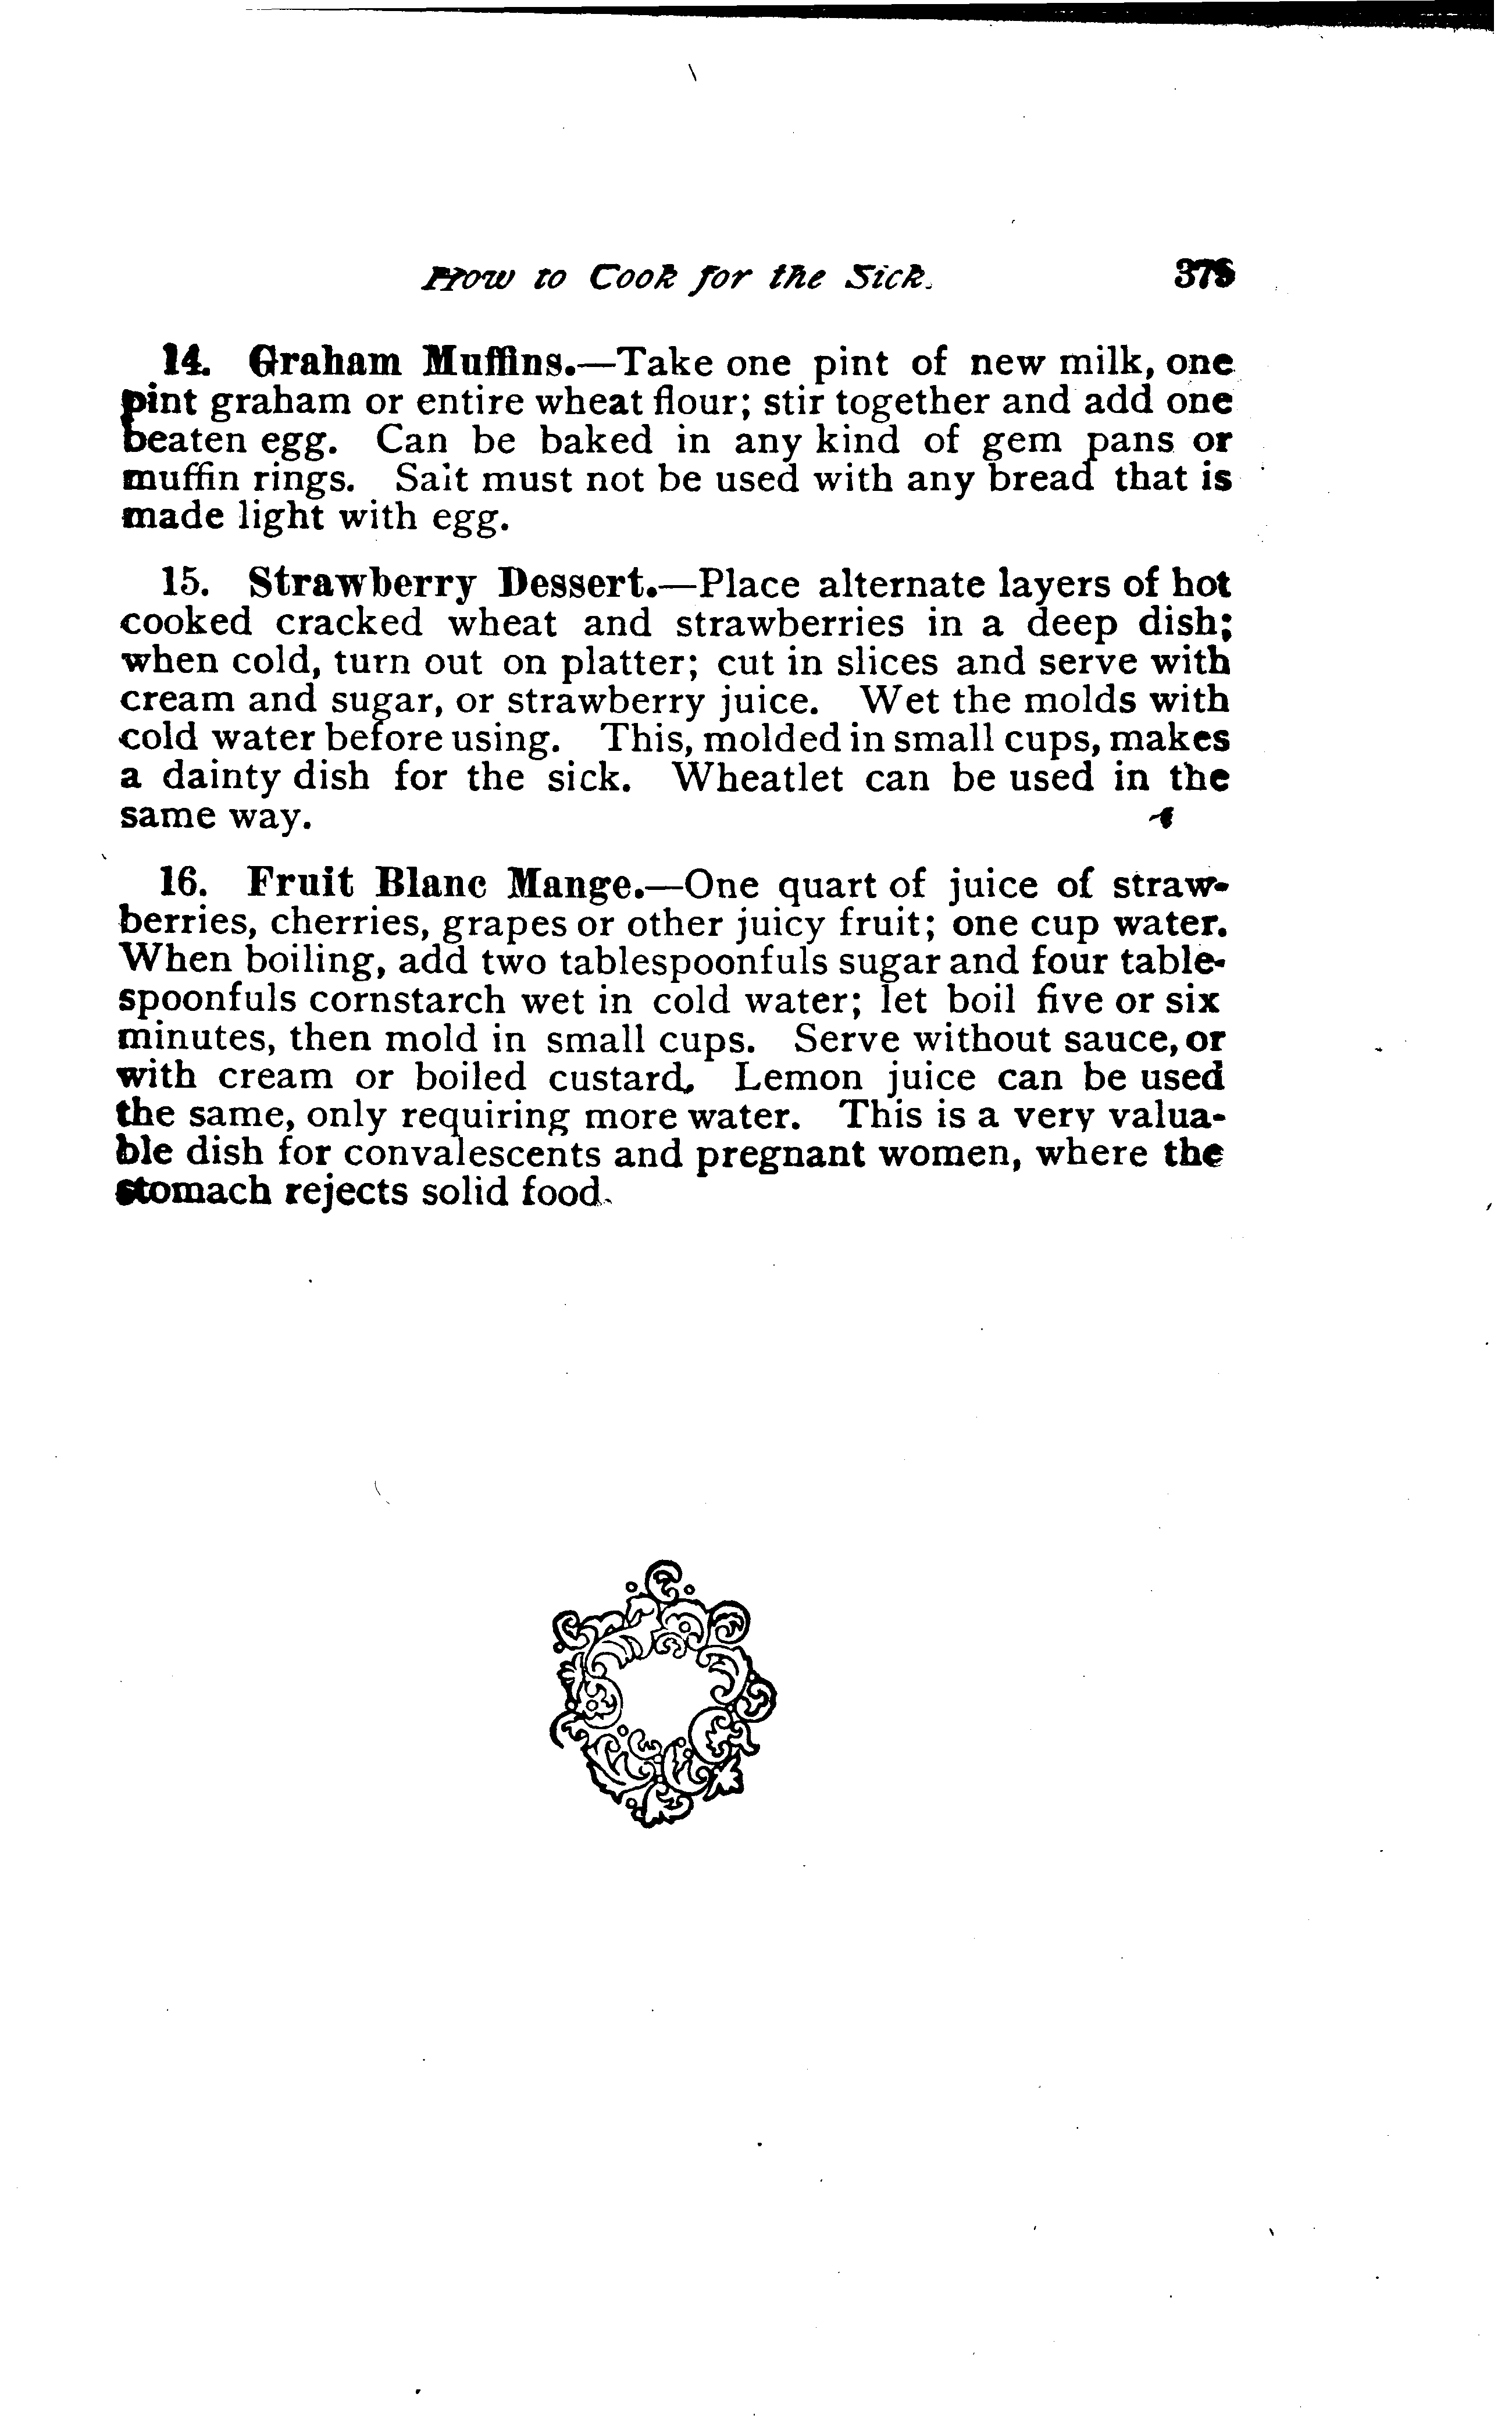 How to Cook for the Sick. 375
14. Graham Muffins.—Take one pint of new milk, one
pint graham or entire wheat flour; stir together and add one
beaten egg. Can be baked in any kind of gem pans or
muffin rings. Salt must not be used with any bread that is
made light with egg.
15. Strawberry Dessert.—Place alternate layers of hot
cooked cracked wheat and strawberries in a deep dish;
when cold, turn out on platter; cut in slices and serve with
cream and sugar, or strawberry juice. Wet the molds with
cold water before using. This, molded in small cups, makes
a dainty dish for the sick. Wheatlet can be used in the
same way.
16. Fruit Blanc Mange.—One quart of juice of straw-
berries, cherries, grapes or other juicy fruit; one cup water.
When boiling, add two tablespoonfuls sugar and four table-
spoonfuls cornstarch wet in cold water; let boil five or six
minutes, then mold in small cups. Serve without sauce, or
with cream or boiled custard. Lemon juice can be used
the same, only requiring more water. This is a very valua-
ble dish for convalescents and pregnant women, where the
stomach rejects solid food.